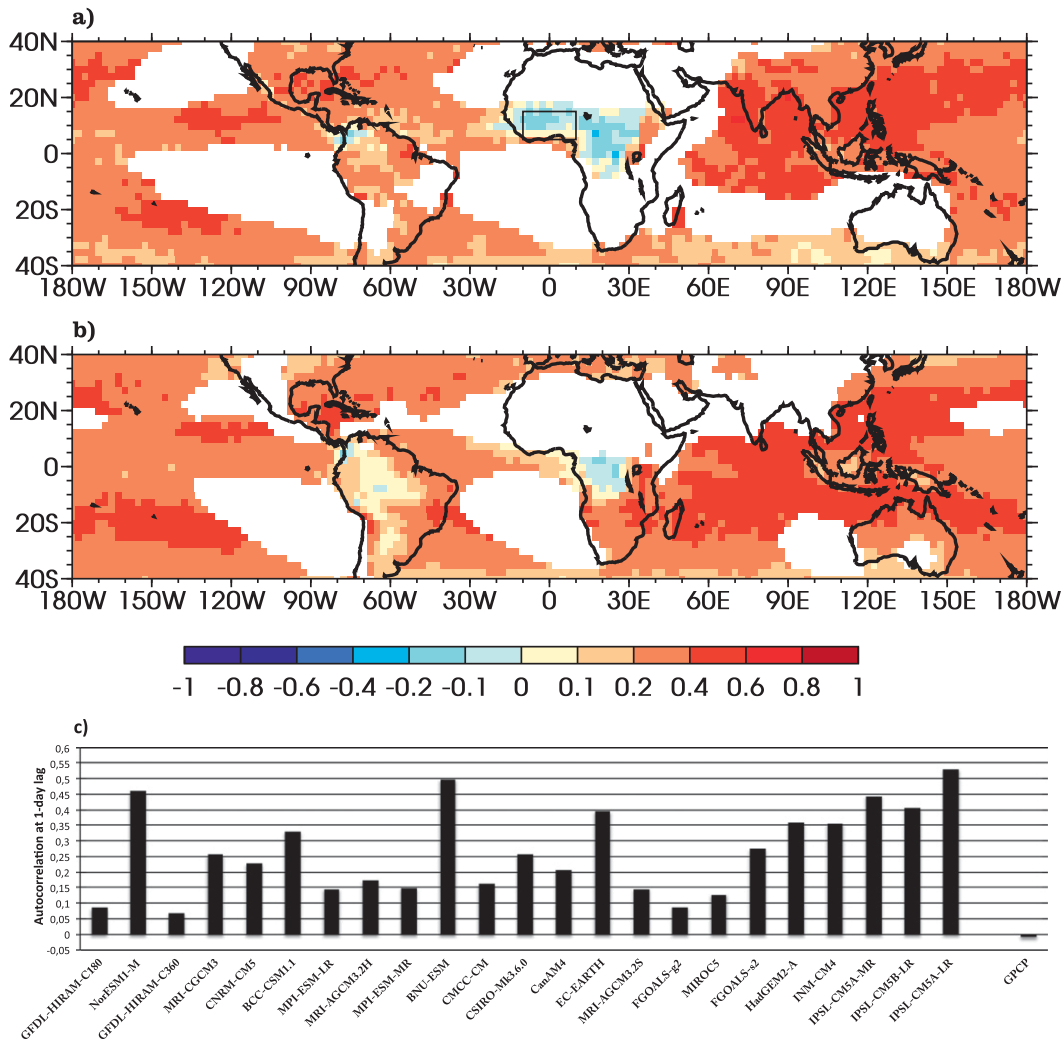 a)
40N
20N
0
20S
40S
180W 150W 120W 90W 60W 30W 0 30E 60E 90E 120E 150E 180W
b)
40N
20N
0
20S
40S
180W 150W 120W 90W 60W 30W 0 30E 60E 90E 120E 150E 180W
-1 -0.8 -0.6 -0.4 -0.2 -0.1 0 0.1 0.2 0.4 0.6 0.8 1
c)
Autocorrelation at 1-day lag
0,6
0,55
0,5
0,45
0,4
0,35
0,3
0,25
0,2
0,15
0,1
0,05
0
-0,05
GFDL-HIRAM-C180
NorESM1-M
GFDL-HIRAM-C360
MRI-CGCM3
CNRM-CM5
BCC-CSM1.1
MPI-ESM-LR
MRI-AGCM3.2H
MPI-ESM-MR
BNU-ESM
CMCC-CM
CSIRO-Mk3.6.0
CanAM4
EC-EARTH
MRI-AGCM3.2S
FGOALS-g2
MIROC5
FGOALS-s2
HadGEM2-A
INM-CM4
IPSL-CM5A-MR
IPSL-CM5B-LR
IPSL-CM5A-LR
GPCP